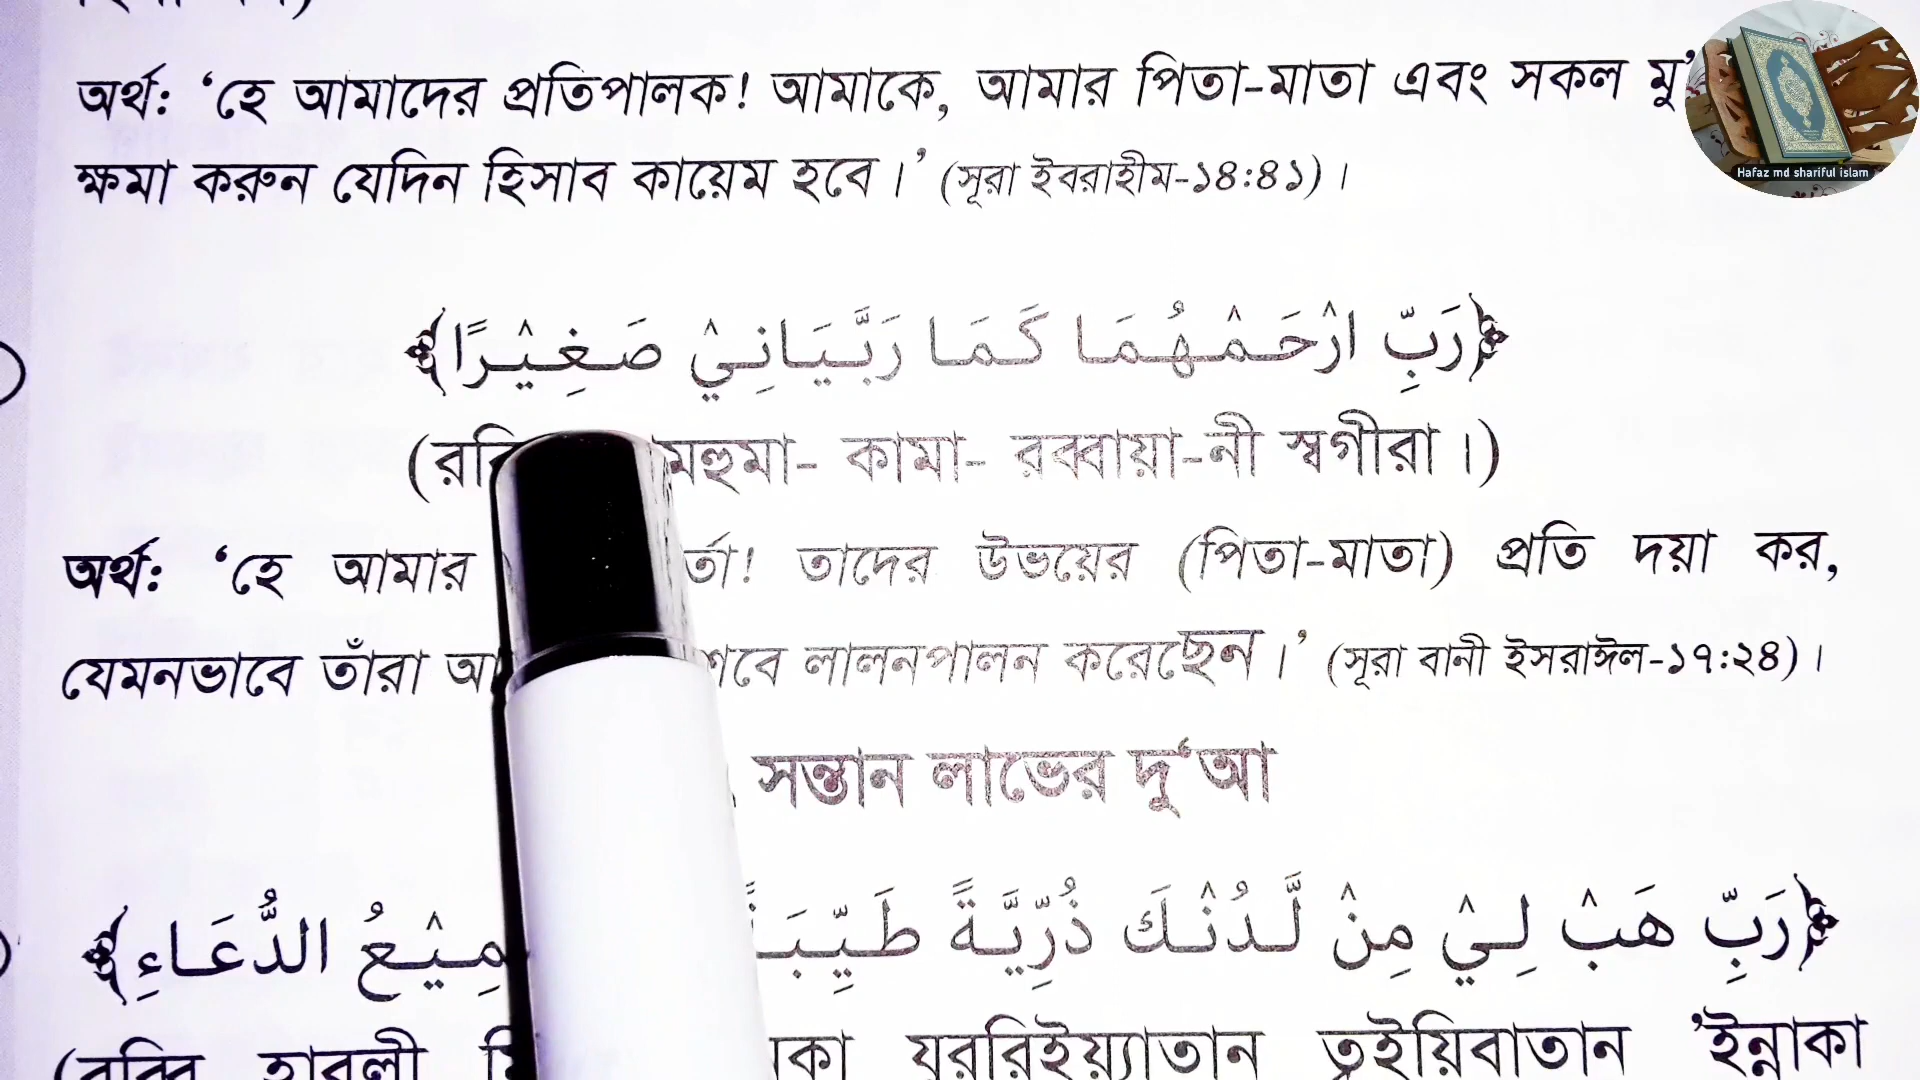 অর্থ: ‘হে আমাদের প্রতিপালক! আমাকে, আমার পিতা-মাতা এবং সকল
Hafaz md shariful islam
ক্ষমা করুন যেদিন হিসাব কায়েম হবে।’ (সূরা ইবরাহীম-১৪:৪১)।
﴿رَبِّ ارْحَمْهُمَا كَمَا رَبَّيَانِيْ صَغِيْرًا﴾
মহুমা- কামা- রব্বায়া-নী স্বগীরা।)
অর্থ: ‘হে আমার র্তা! তাদের উভয়ের (পিতা-মাতা) প্রতি দয়া কর,
যেমনভাবে তাঁরা লালনপালন করেছেন।’ (সূরা বানী ইসরাঈল-১৭:২৪)।
সন্তান লাভের দু‘আ
﴿رَبِّ هَبْ لِيْ مِنْ لَّدُنْكَ ذُرِّيَّةً الدُّعَاءِ﴾
(রব্বি হাবলী যুররিইয়্যাতান ত্বইয়িবাতান ’ইন্নাকা